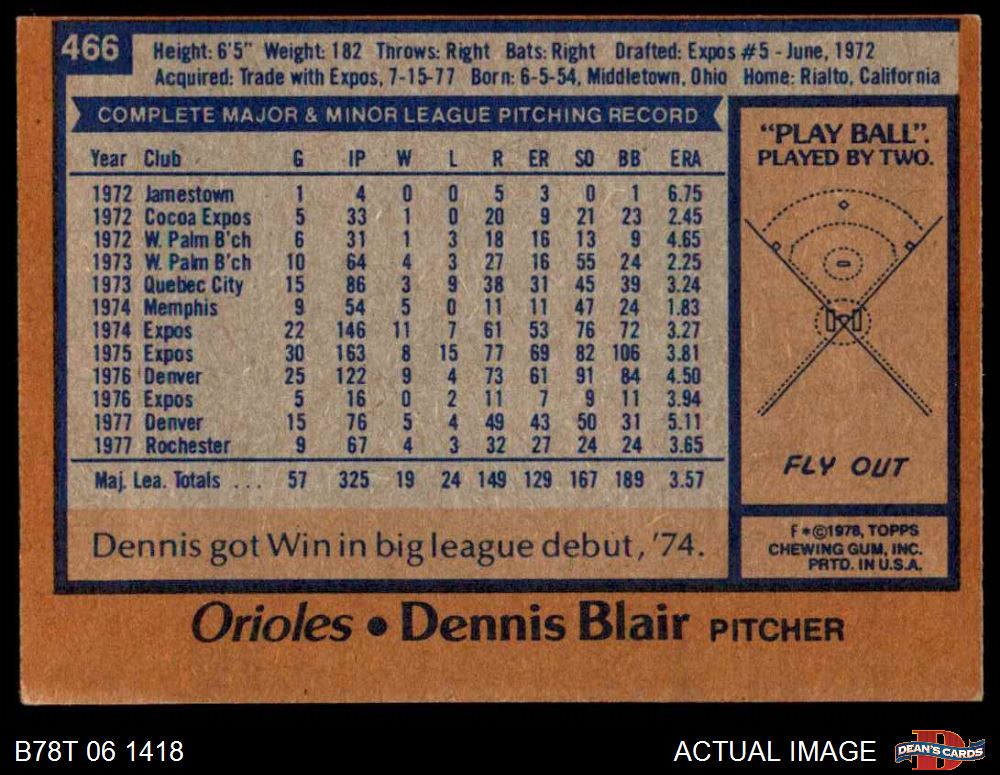 466
Height: 6'5" Weight: 182 Throws: Right Bats: Right Drafted: Expos #5 - June, 1972
Acquired: Trade with Expos, 7-15-77 Born: 6-5-54, Middletown, Ohio Home: Rialto, California
COMPLETE MAJOR & MINOR LEAGUE PITCHING RECORD
Year Club G IP W L R ER SO BB ERA
1972 Jamestown 1 4 0 0 5 3 0 1 6.75
1972 Cocoa Expos 5 33 1 0 20 9 21 23 2.45
1972 W. Palm B'ch 6 31 1 3 18 16 13 9 4.65
1973 W. Palm B'ch 10 64 4 3 27 16 55 24 2.25
1973 Quebec City 15 86 3 9 38 31 45 39 3.24
1974 Memphis 9 54 5 0 11 11 47 24 1.83
1974 Expos 22 146 11 7 61 53 76 72 3.27
1975 Expos 30 163 8 15 77 69 82 106 3.81
1976 Denver 25 122 9 4 73 61 91 84 4.50
1976 Expos 5 16 0 2 11 7 9 11 3.94
1977 Denver 15 76 5 4 49 43 50 31 5.11
1977 Rochester 9 67 4 3 32 27 24 24 3.65
Maj. Lea. Totals ... 57 325 19 24 149 129 167 189 3.57
Dennis got Win in big league debut, '74.
"PLAY BALL".
PLAYED BY TWO.
FLY OUT
F*©1978, TOPPS
CHEWING GUM, INC.
PRTD. IN U.S.A.
Orioles • Dennis Blair PITCHER
B78T 06 1418
ACTUAL IMAGE
B
DEAN'S CARDS